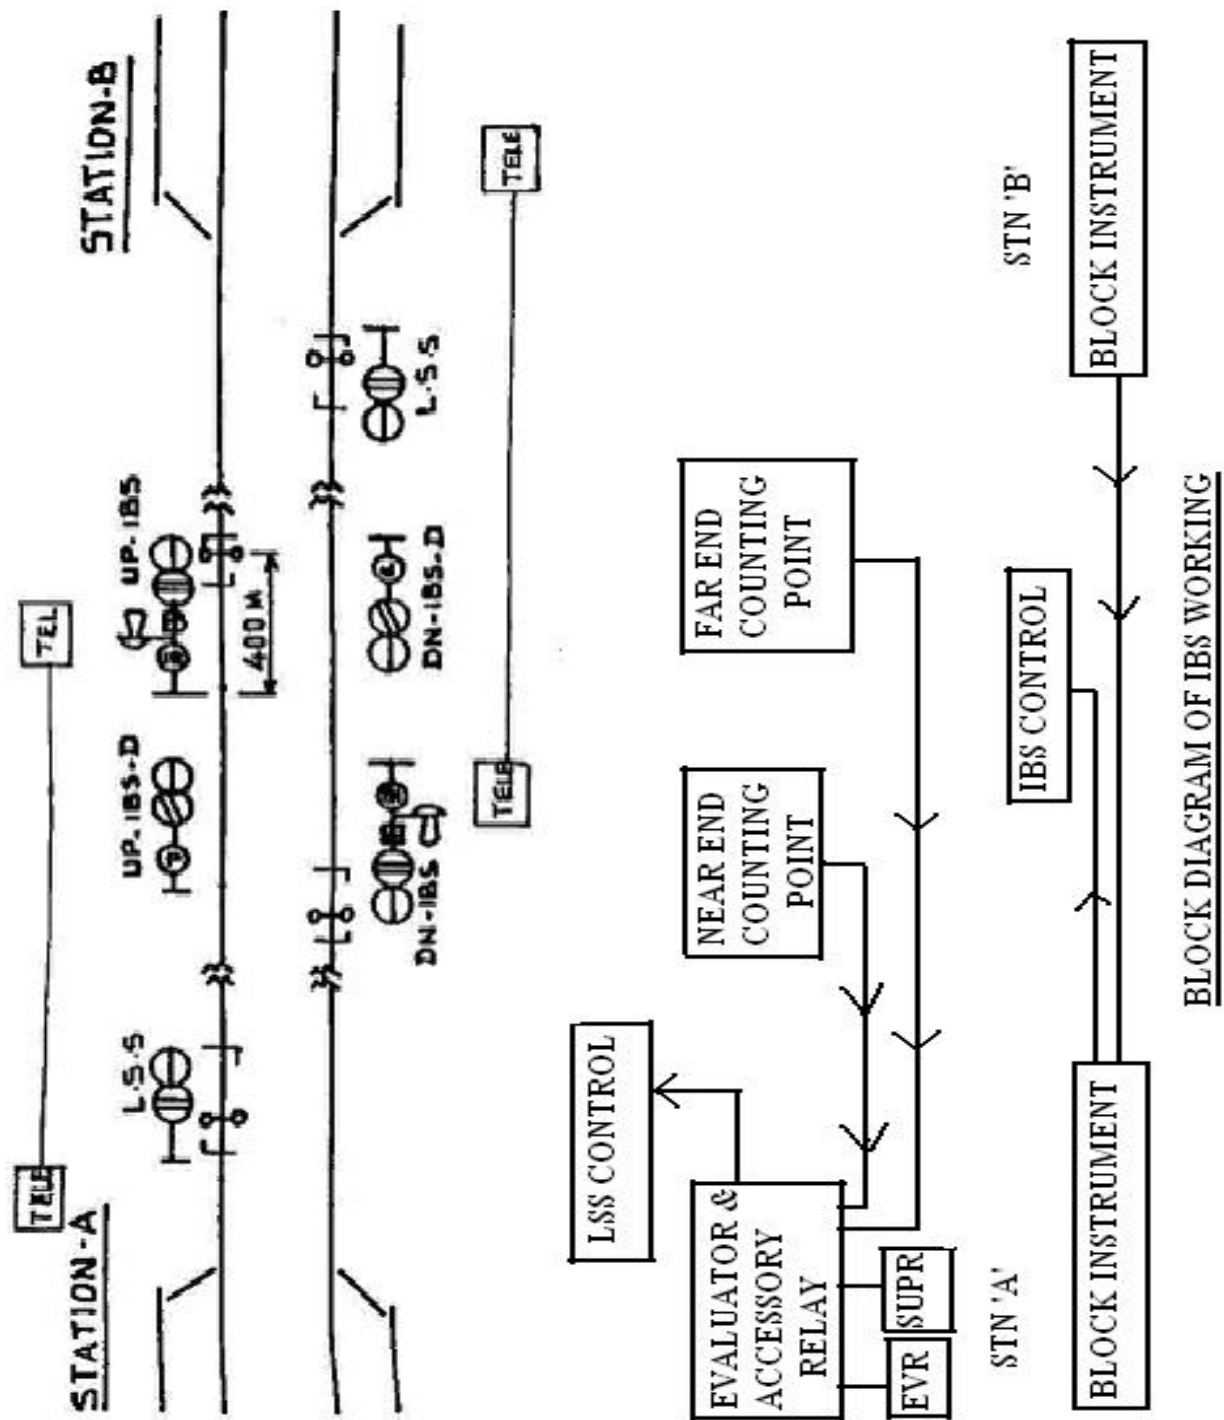 STATION-A
STATION-B
TELE
TEL
L.S.S
UP-IBS-D
UP-IBS
400M
DN-IBS
DN-IBS-D
L.S.S
TELE
TELE
LSS CONTROL
EVALUATOR &
ACCESSORY
RELAY
NEAR END
COUNTING
POINT
FAR END
COUNTING
POINT
EVR
SUPR
STN 'A'
STN 'B'
BLOCK INSTRUMENT
IBS CONTROL
BLOCK INSTRUMENT
BLOCK DIAGRAM OF IBS WORKING